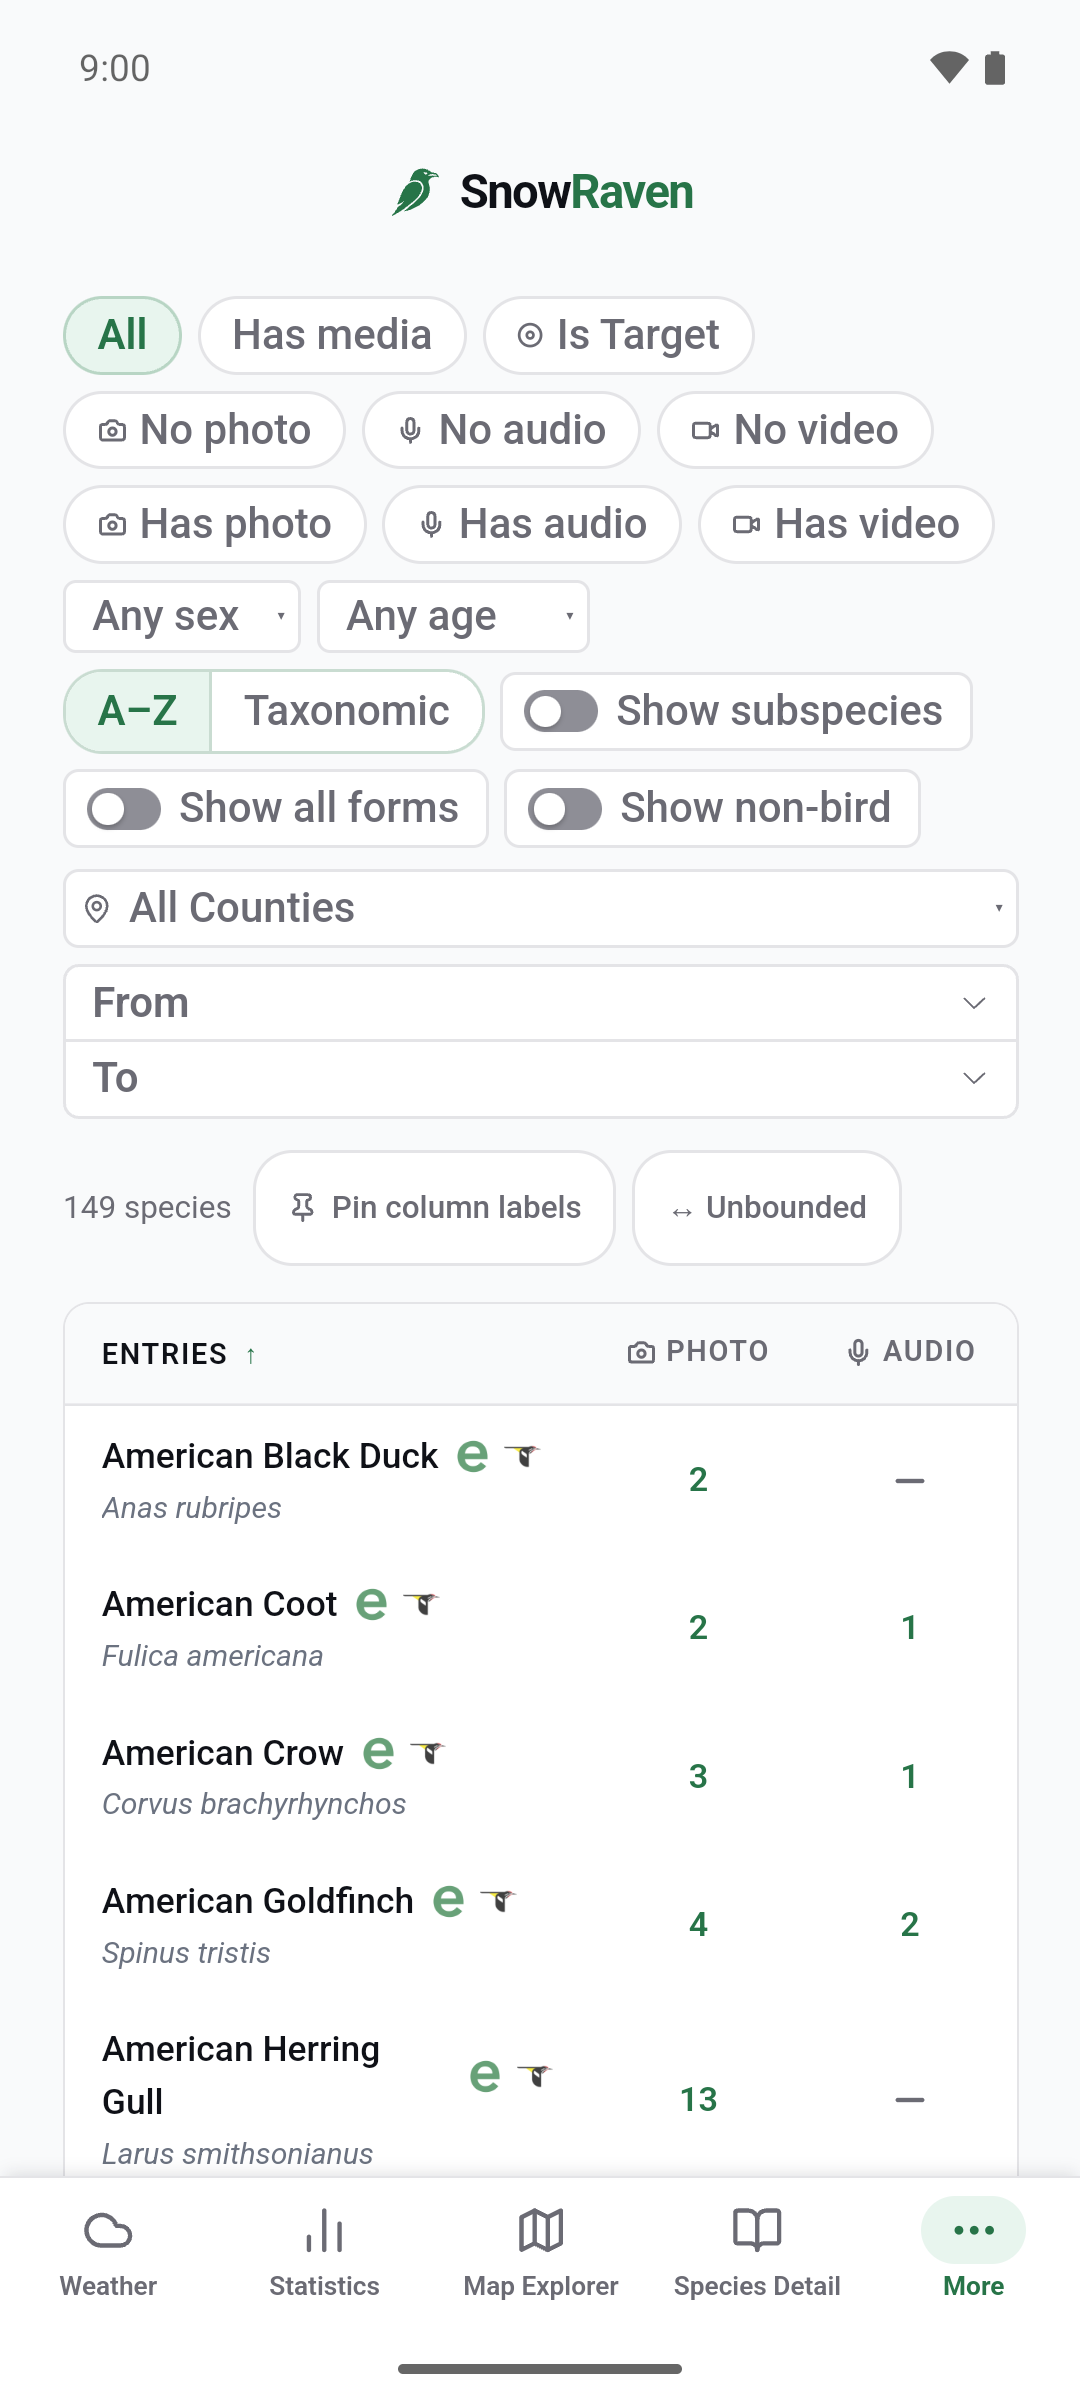 9:00
SnowRaven
All Has media Is Target
No photo No audio No video
Has photo Has audio Has video
Any sex Any age
A–Z Taxonomic Show subspecies
Show all forms Show non-bird
All Counties
From
To
149 species Pin column labels ↔ Unbounded
ENTRIES ↑ PHOTO AUDIO
American Black Duck e 2 —
Anas rubripes
American Coot e 2 1
Fulica americana
American Crow e 3 1
Corvus brachyrhynchos
American Goldfinch e 4 2
Spinus tristis
American Herring
Gull e 13 —
Larus smithsonianus
Weather Statistics Map Explorer Species Detail More